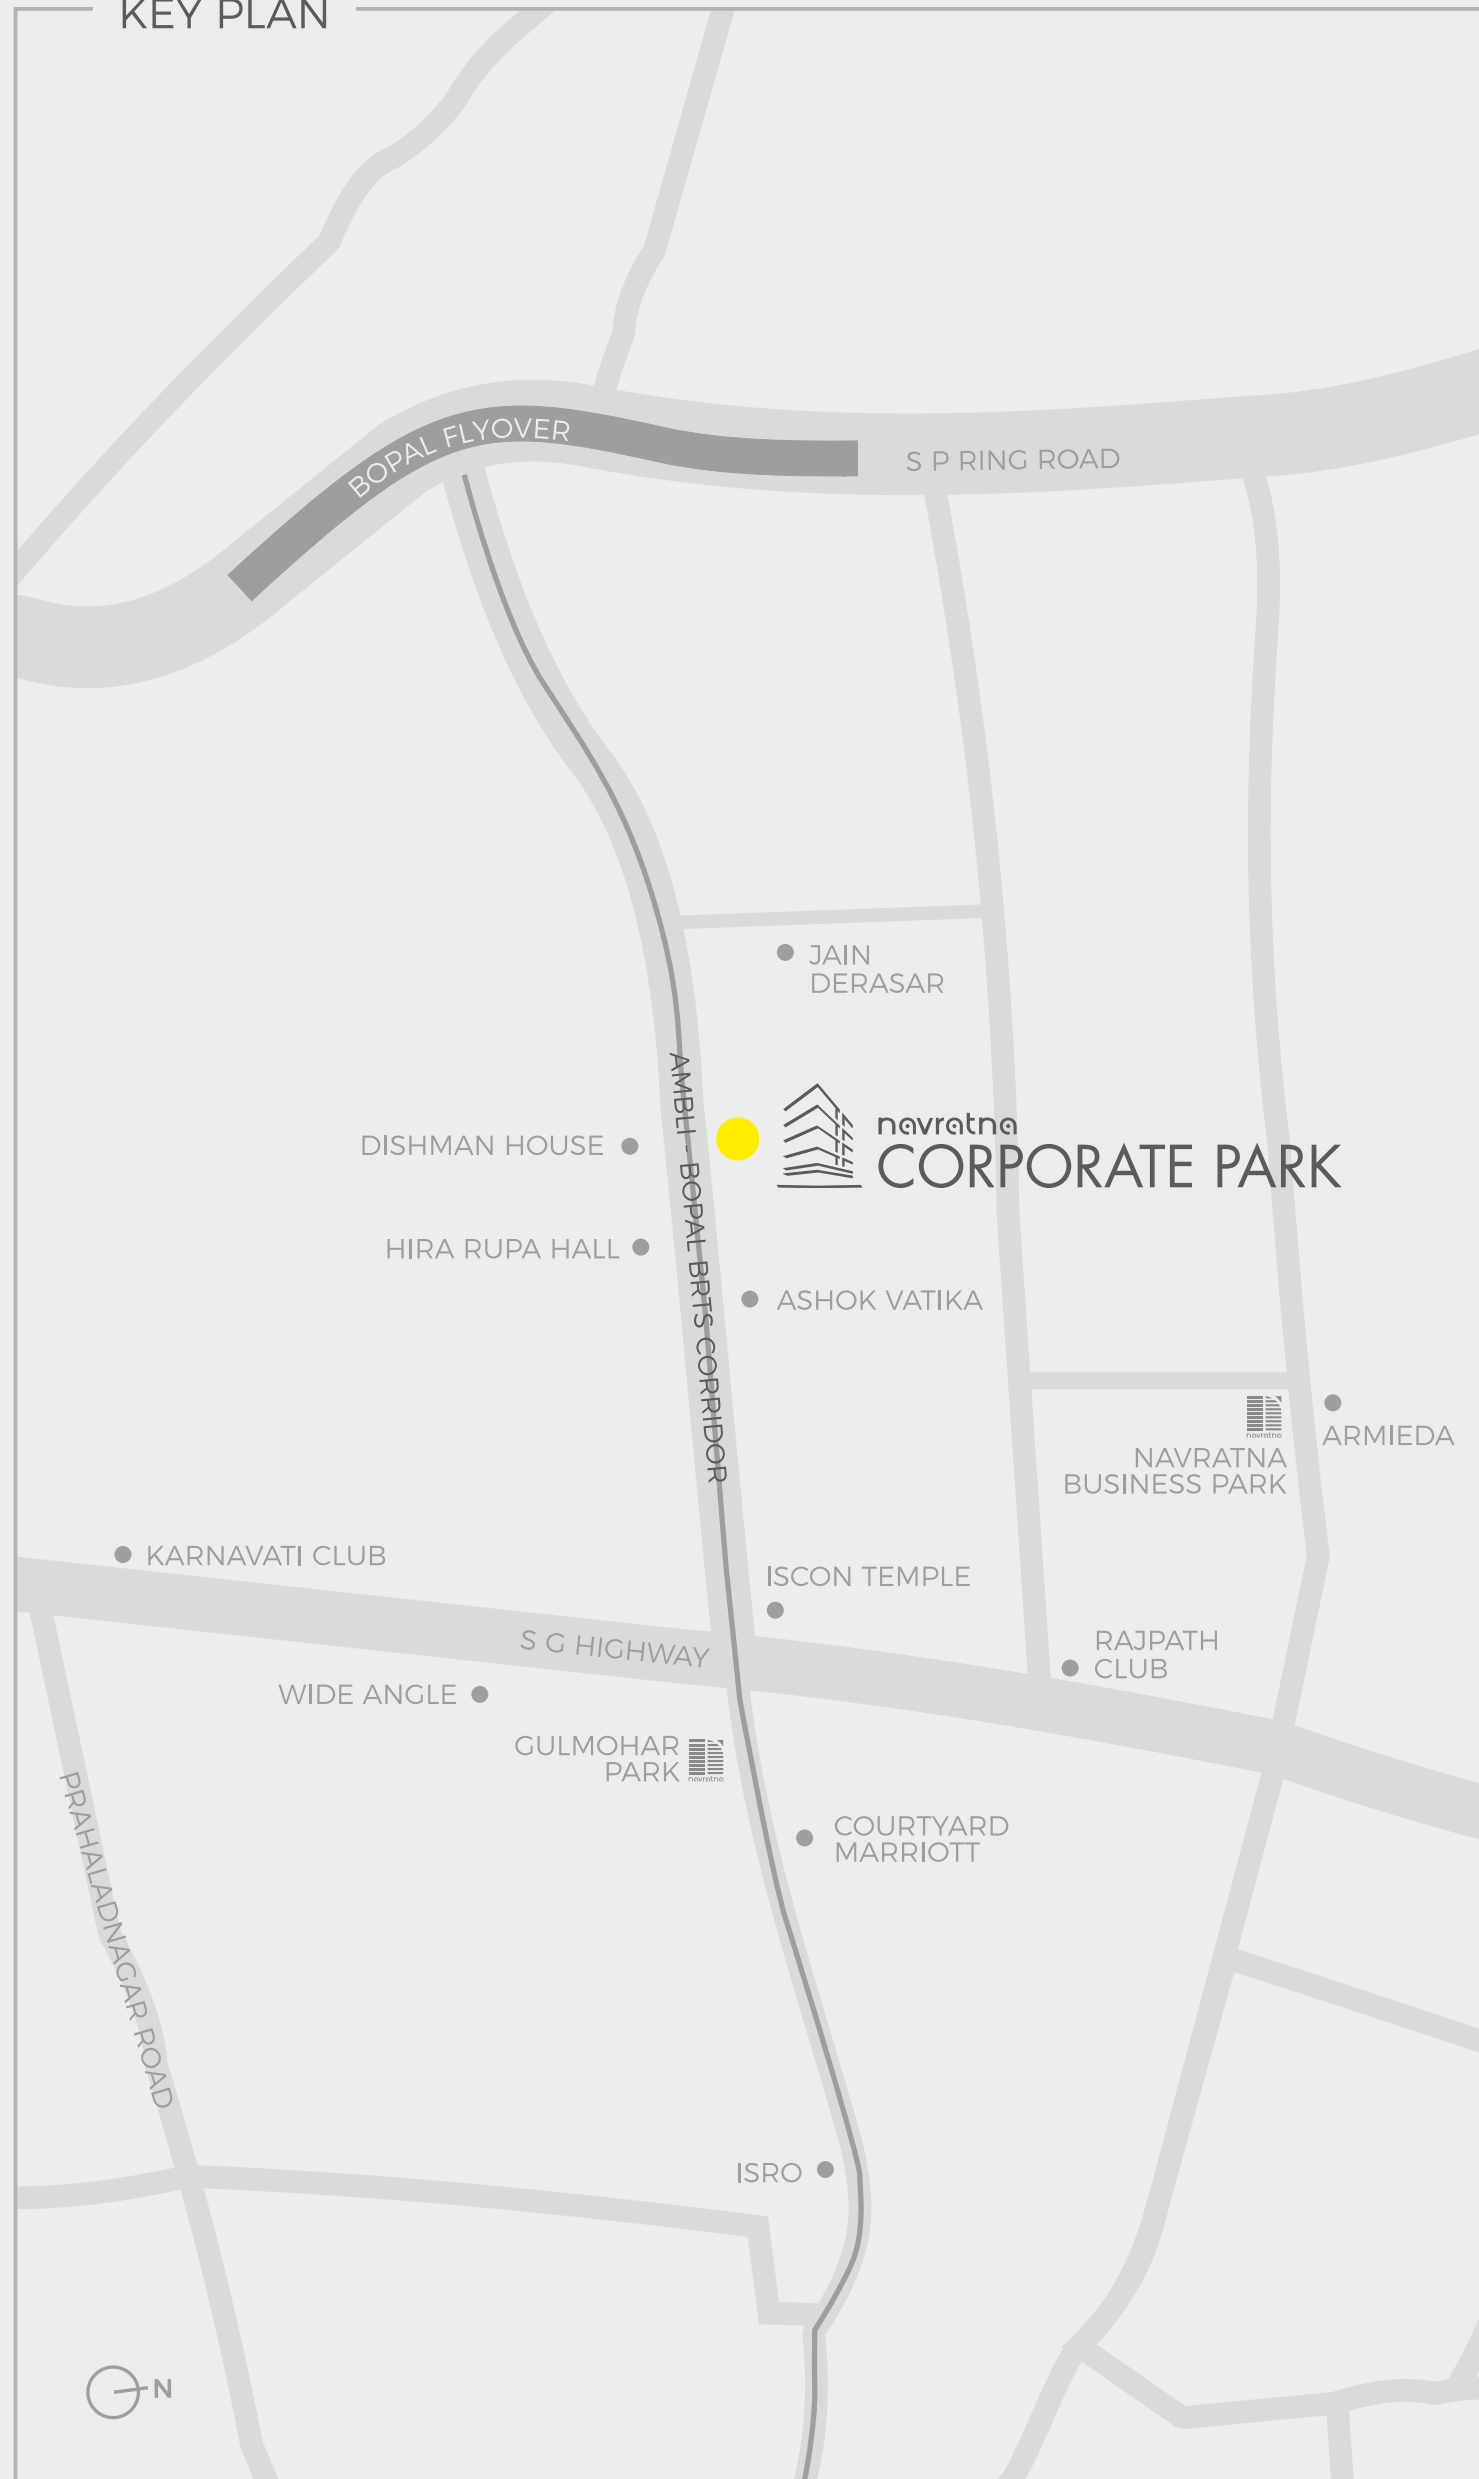 KEY PLAN
BOPAL FLYOVER
S P RING ROAD
JAIN
DERASAR
AMBLI - BOPAL BRTS CORRIDOR
navratna
CORPORATE PARK
DISHMAN HOUSE
HIRA RUPA HALL
ASHOK VATIKA
navratna
ARMIEDA
NAVRATNA
BUSINESS PARK
KARNAVATI CLUB
ISCON TEMPLE
S G HIGHWAY
RAJPATH
CLUB
WIDE ANGLE
GULMOHAR
PARK
navratna
PRAHALADNAGAR ROAD
COURTYARD
MARRIOTT
ISRO
N